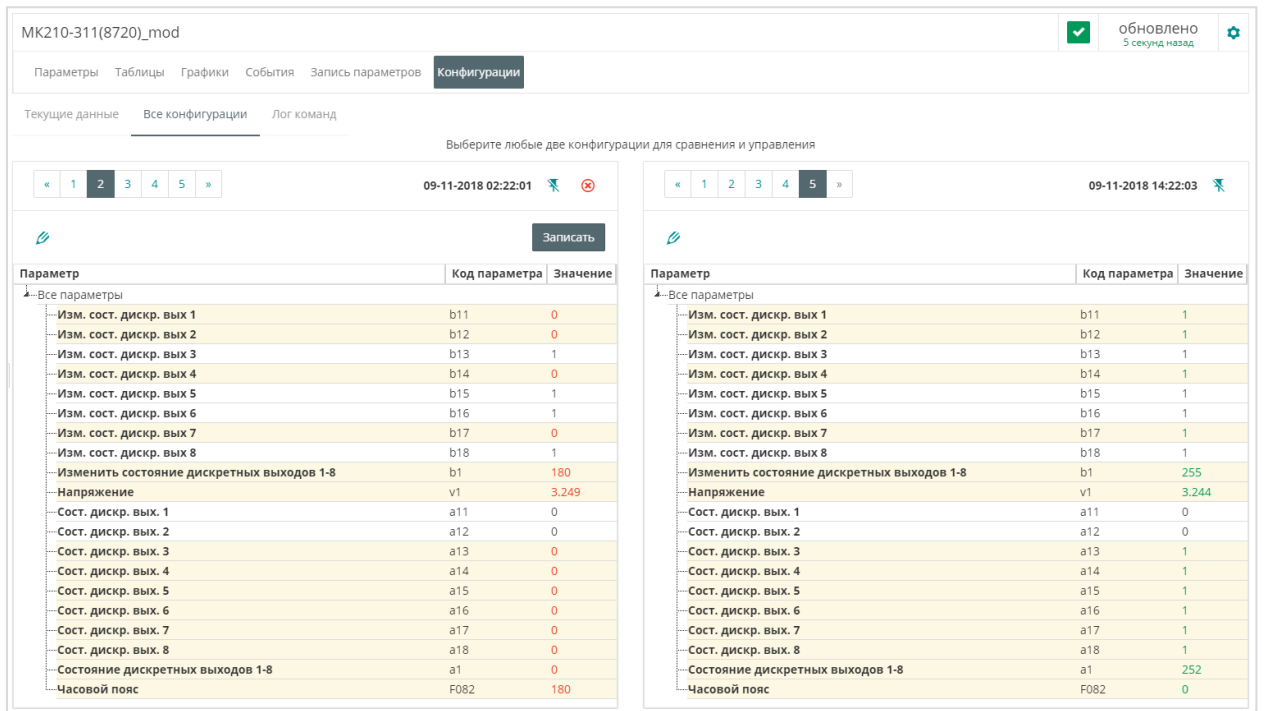 МК210-311(8720)_mod
обновлено
5 секунд назад
Параметры Таблицы Графики События Запись параметров Конфигурации
Текущие данные Все конфигурации Лог команд
Выберите любые две конфигурации для сравнения и управления
« 1 2 3 4 5 » 09-11-2018 02:22:01
Записать
Параметр Код параметра Значение
Все параметры
Изм. сост. дискр. вых 1 b11 0
Изм. сост. дискр. вых 2 b12 0
Изм. сост. дискр. вых 3 b13 1
Изм. сост. дискр. вых 4 b14 0
Изм. сост. дискр. вых 5 b15 1
Изм. сост. дискр. вых 6 b16 1
Изм. сост. дискр. вых 7 b17 0
Изм. сост. дискр. вых 8 b18 1
Изменить состояние дискретных выходов 1-8 b1 180
Напряжение v1 3.249
Сост. дискр. вых. 1 a11 0
Сост. дискр. вых. 2 a12 0
Сост. дискр. вых. 3 a13 0
Сост. дискр. вых. 4 a14 0
Сост. дискр. вых. 5 a15 0
Сост. дискр. вых. 6 a16 0
Сост. дискр. вых. 7 a17 0
Сост. дискр. вых. 8 a18 0
Состояние дискретных выходов 1-8 a1 0
Часовой пояс F082 180
« 1 2 3 4 5 » 09-11-2018 14:22:03
Параметр Код параметра Значение
Все параметры
Изм. сост. дискр. вых 1 b11 1
Изм. сост. дискр. вых 2 b12 1
Изм. сост. дискр. вых 3 b13 1
Изм. сост. дискр. вых 4 b14 1
Изм. сост. дискр. вых 5 b15 1
Изм. сост. дискр. вых 6 b16 1
Изм. сост. дискр. вых 7 b17 1
Изм. сост. дискр. вых 8 b18 1
Изменить состояние дискретных выходов 1-8 b1 255
Напряжение v1 3.244
Сост. дискр. вых. 1 a11 0
Сост. дискр. вых. 2 a12 0
Сост. дискр. вых. 3 a13 1
Сост. дискр. вых. 4 a14 1
Сост. дискр. вых. 5 a15 1
Сост. дискр. вых. 6 a16 1
Сост. дискр. вых. 7 a17 1
Сост. дискр. вых. 8 a18 1
Состояние дискретных выходов 1-8 a1 252
Часовой пояс F082 0